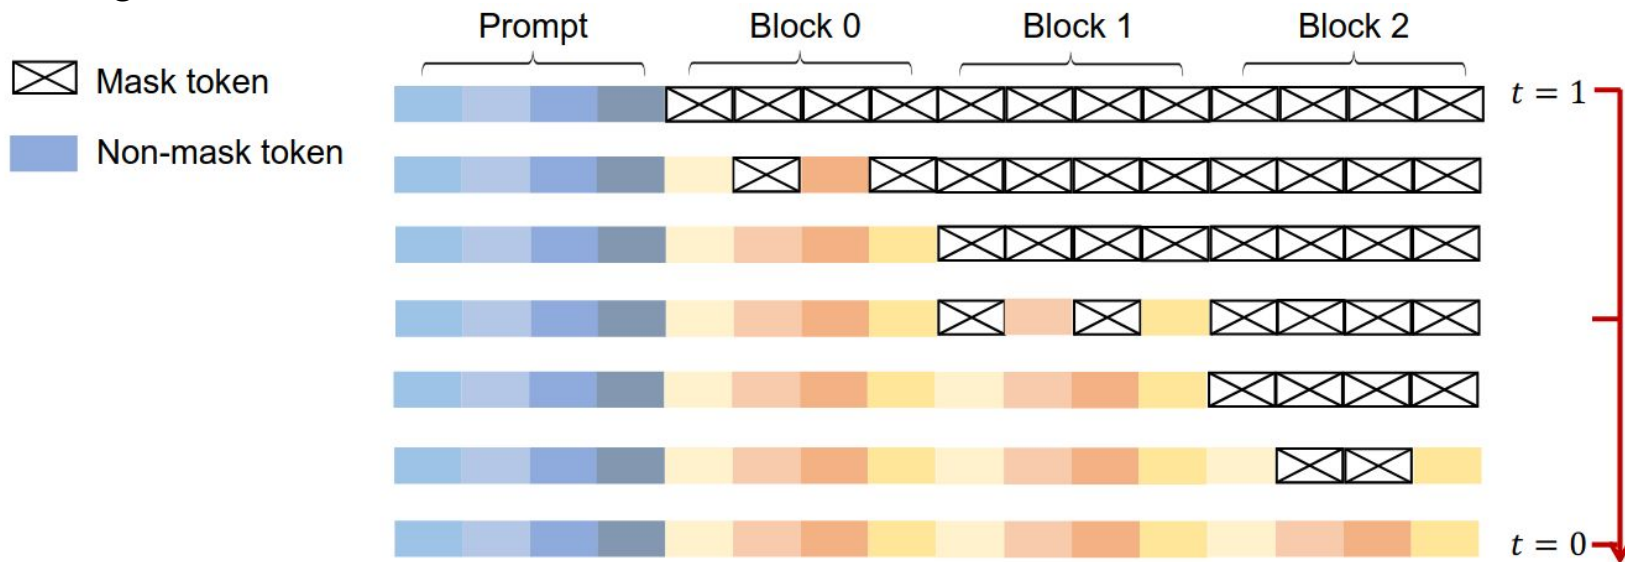 Prompt Block 0 Block 1 Block 2
Mask token
t = 1
Non-mask token
t = 0